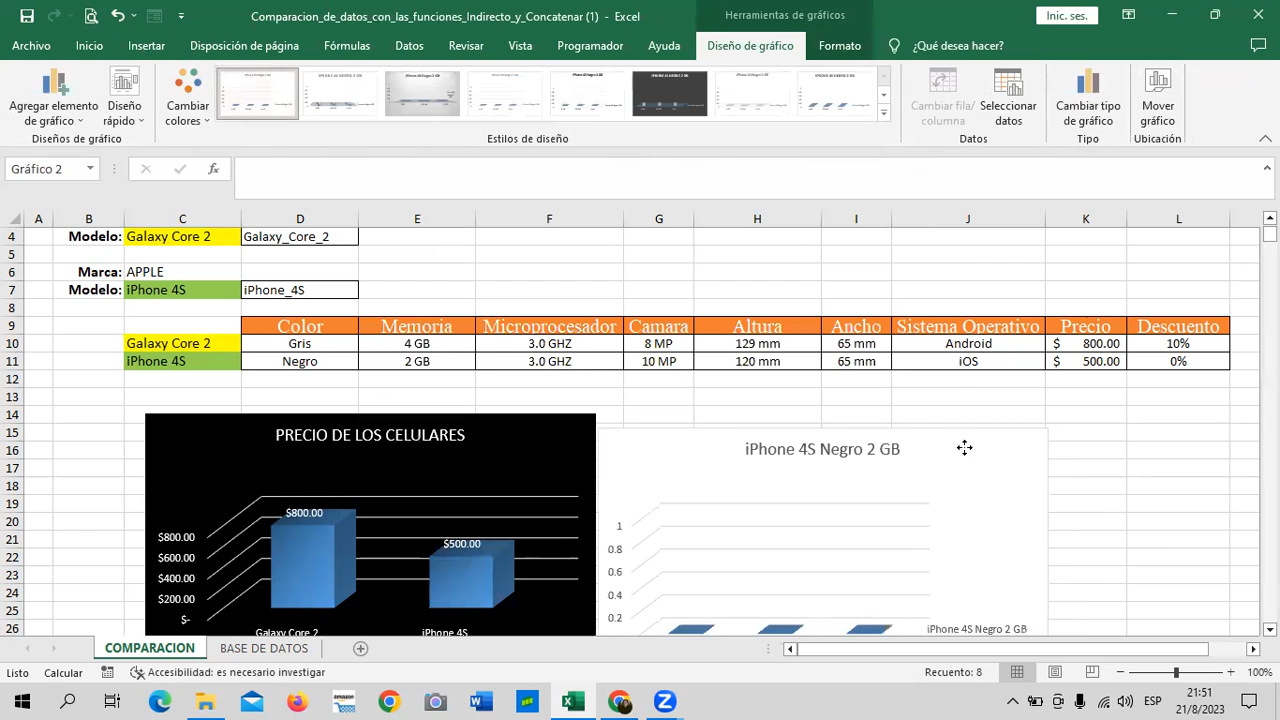 Comparacion_de_datos_con_las_funciones_Indirecto_y_Concatenar (1) - Excel
Herramientas de gráficos
Inic. ses.
Archivo Inicio Insertar Disposición de página Fórmulas Datos Revisar Vista Programador Ayuda Diseño de gráfico Formato ¿Qué desea hacer?
Agregar elemento de gráfico
Diseño rápido
Cambiar colores
Cambiar fila/ columna
Seleccionar datos
Cambiar tipo de gráfico
Mover gráfico
Diseños de gráfico Estilos de diseño Datos Tipo Ubicación
Gráfico 2 fx
A B C D E F G H I J K L
4 Modelo: Galaxy Core 2 Galaxy_Core_2
5
6 Marca: APPLE
7 Modelo: iPhone 4S iPhone_4S
8
9 Color Memoria Microprocesador Camara Altura Ancho Sistema Operativo Precio Descuento
10 Galaxy Core 2 Gris 4 GB 3.0 GHZ 8 MP 129 mm 65 mm Android $ 800.00 10%
11 iPhone 4S Negro 2 GB 3.0 GHZ 10 MP 120 mm 65 mm iOS $ 500.00 0%
12
13
14
15
16
17
18
19
20
21
22
23
24
25
26
PRECIO DE LOS CELULARES
$800.00
$500.00
$800.00
$600.00
$400.00
$200.00
$-
Galaxy Core 2 iPhone 4S
iPhone 4S Negro 2 GB
1
0.8
0.6
0.4
0.2
iPhone 4S Negro 2 GB
COMPARACION BASE DE DATOS
Listo Calcular Accesibilidad: es necesario investigar Recuento: 8 100%
ESP
21:51
21/8/2023